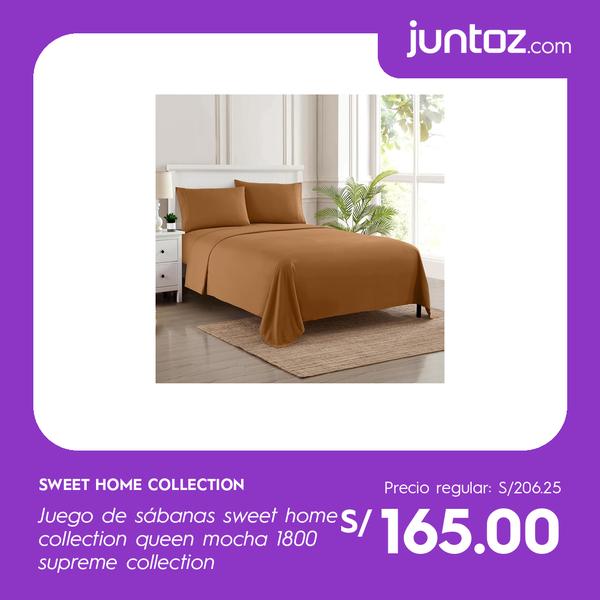 juntoz.com
SWEET HOME COLLECTION
Juego de sábanas sweet home
collection queen mocha 1800
supreme collection
Precio regular: S/206.25
S/ 165.00